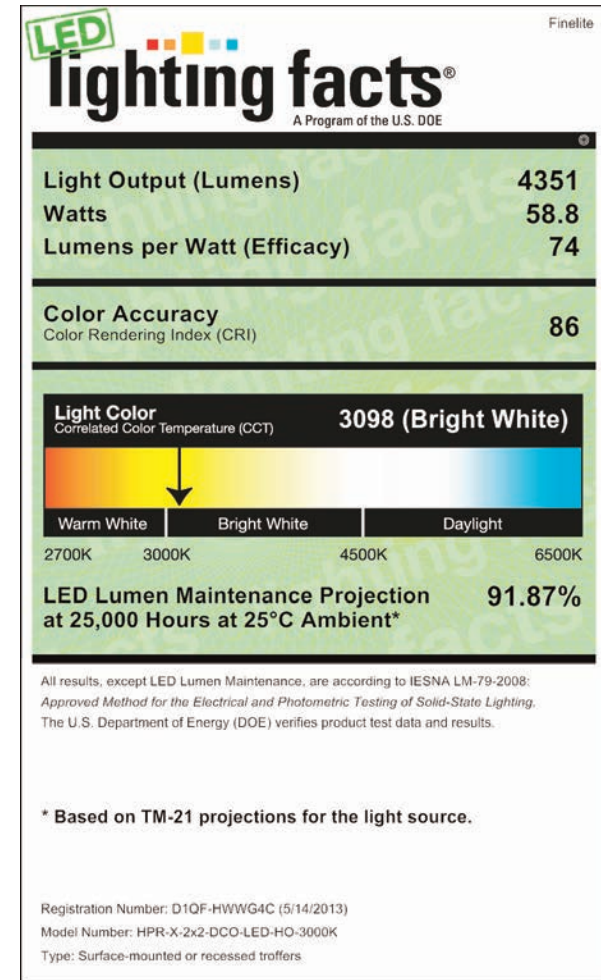 Finelite
LED
lighting facts®
A Program of the U.S. DOE
Light Output (Lumens) 4351
Watts 58.8
Lumens per Watt (Efficacy) 74
Color Accuracy
Color Rendering Index (CRI) 86
Light Color
Correlated Color Temperature (CCT) 3098 (Bright White)
Warm White Bright White Daylight
2700K 3000K 4500K 6500K
LED Lumen Maintenance Projection
at 25,000 Hours at 25°C Ambient* 91.87%
All results, except LED Lumen Maintenance, are according to IESNA LM-79-2008:
Approved Method for the Electrical and Photometric Testing of Solid-State Lighting.
The U.S. Department of Energy (DOE) verifies product test data and results.
* Based on TM-21 projections for the light source.
Registration Number: D1QF-HWWG4C (5/14/2013)
Model Number: HPR-X-2x2-DCO-LED-HO-3000K
Type: Surface-mounted or recessed troffers